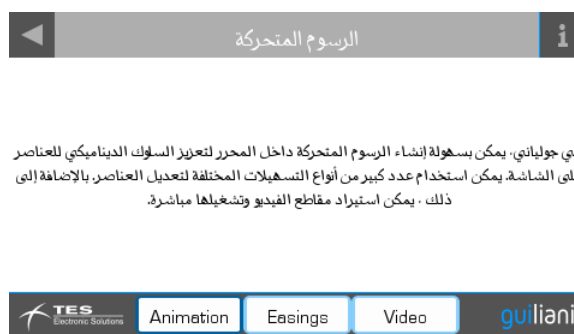 الرسوم المتحركة
i
جولياني. يمكن بسهولة إنشاء الرسوم المتحركة داخل المحرر لتعزيز السلوك الديناميكي للعناصر
الشاشة. يمكن استخدام عدد كبير من أنواع التسهيلات المختلفة لتعديل العناصر. بالإضافة إلى
ذلك ، يمكن استيراد مقاطع الفيديو وتشغيلها مباشرة.
TES
Electronic Solutions
Animation
Easings
Video
guiliani